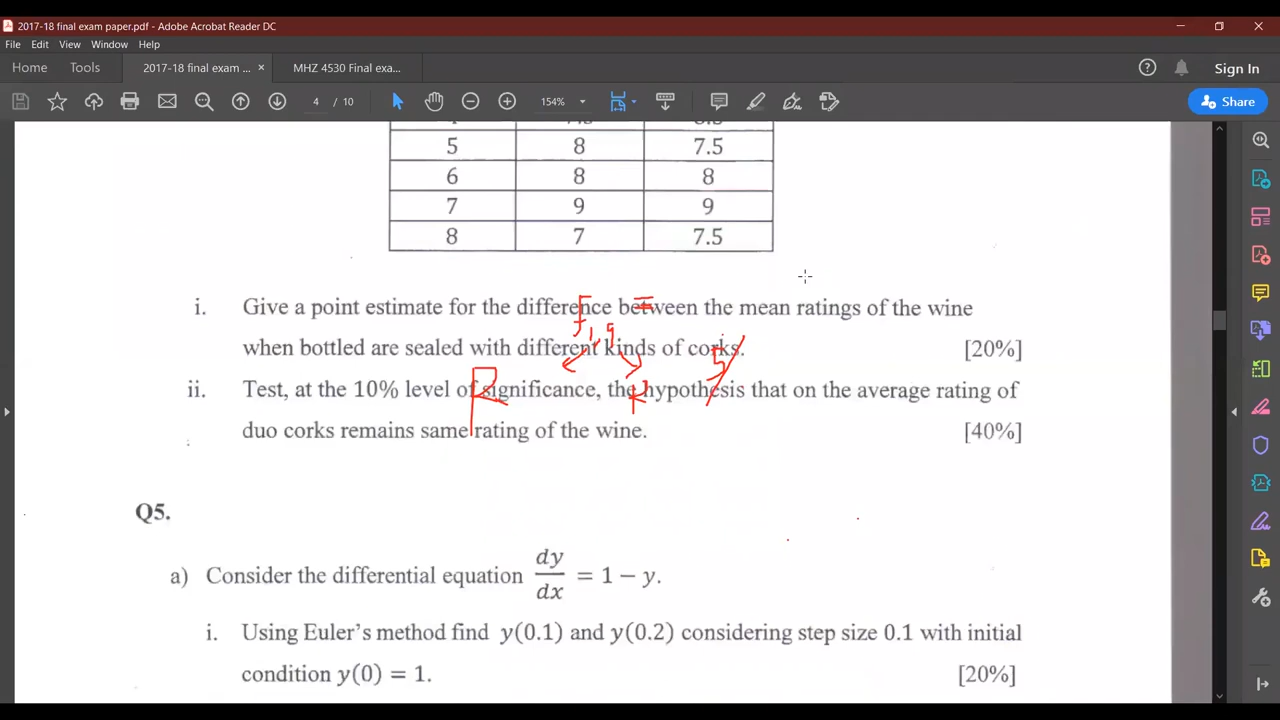 2017-18 final exam paper.pdf - Adobe Acrobat Reader DC
File Edit View Window Help
Home Tools 2017-18 final exam ... × MHZ 4530 Final exa... Sign In
4 / 10 154% Share
5 8 7.5
6 8 8
7 9 9
8 7 7.5
i. Give a point estimate for the difference between the mean ratings of the wine
when bottled are sealed with different kinds of corks. [20%]
ii. Test, at the 10% level of significance, the hypothesis that on the average rating of
duo corks remains same rating of the wine. [40%]
Q5.
a) Consider the differential equation dy/dx = 1 − y.
i. Using Euler's method find y(0.1) and y(0.2) considering step size 0.1 with initial
condition y(0) = 1. [20%]